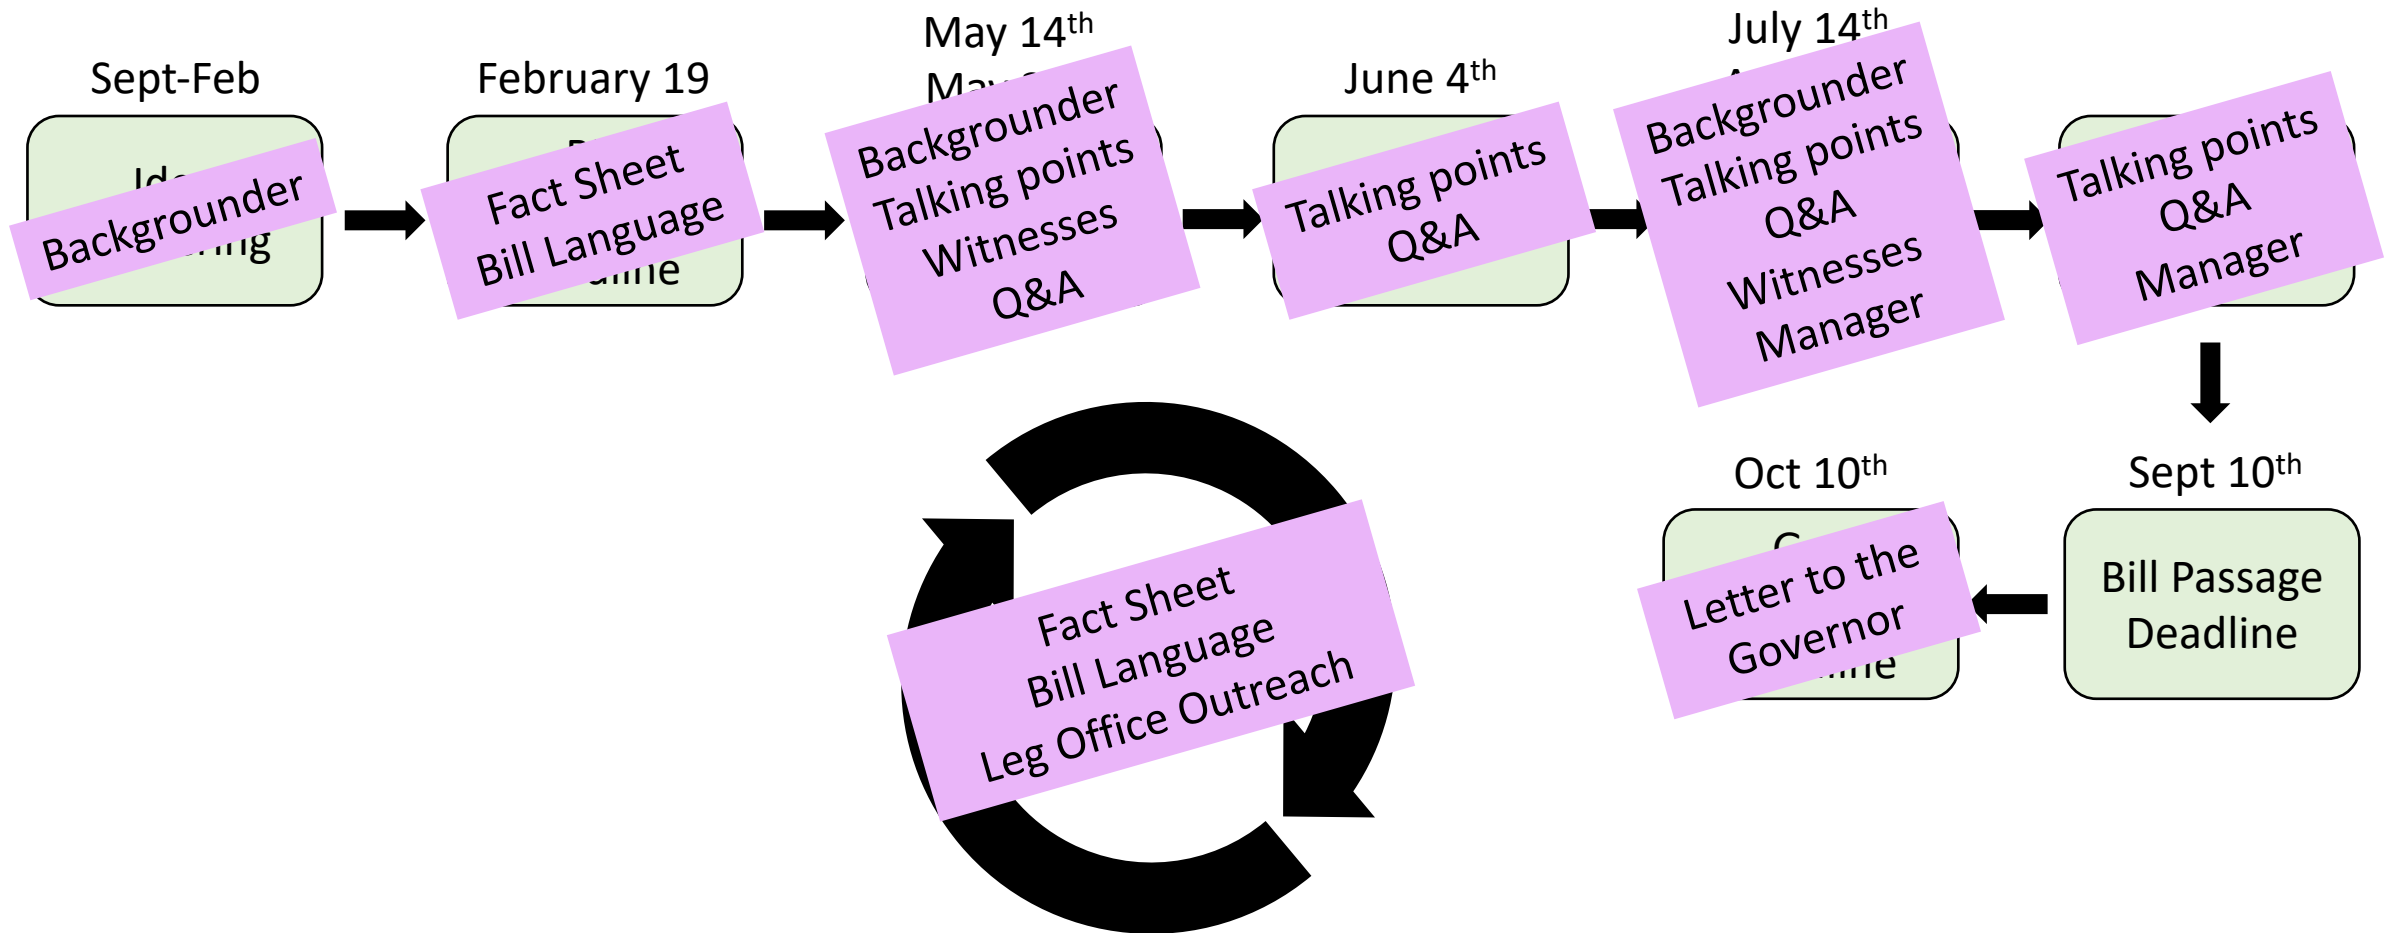 Sept-Feb
Backgrounder
February 19
Fact Sheet
Bill Language
May 14th
Backgrounder
Talking points
Witnesses
Q&A
June 4th
Talking points
Q&A
July 14th
Backgrounder
Talking points
Q&A
Witnesses
Manager
Talking points
Q&A
Manager
Sept 10th
Bill Passage
Deadline
Oct 10th
Letter to the
Governor
Fact Sheet
Bill Language
Leg Office Outreach